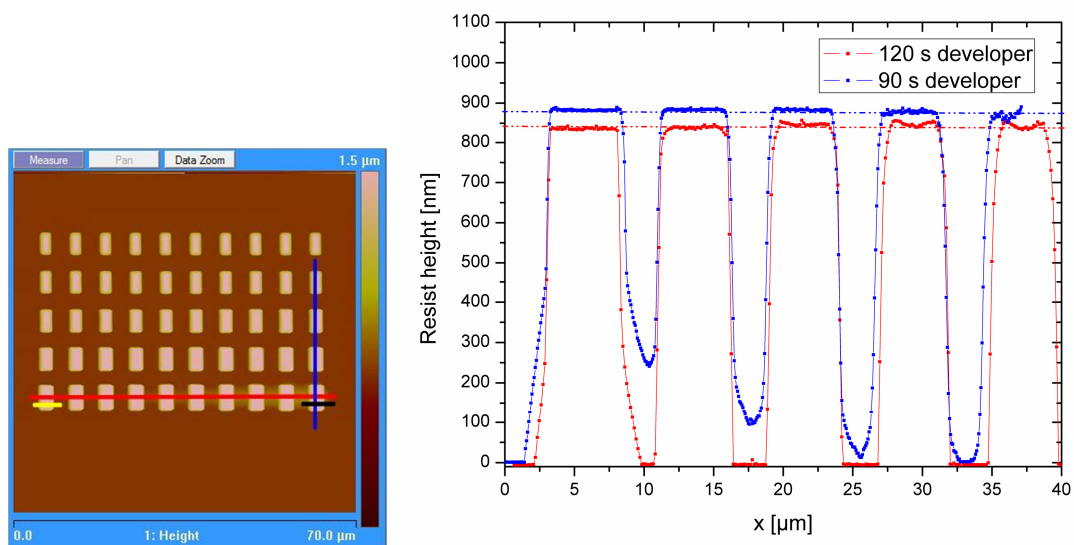 Measure Pan Data Zoom 1.5 µm
0.0 1: Height 70.0 µm
1100
1000
900
800
700
600
500
400
300
200
100
0
Resist height [nm]
120 s developer
90 s developer
0 5 10 15 20 25 30 35 40
x [µm]